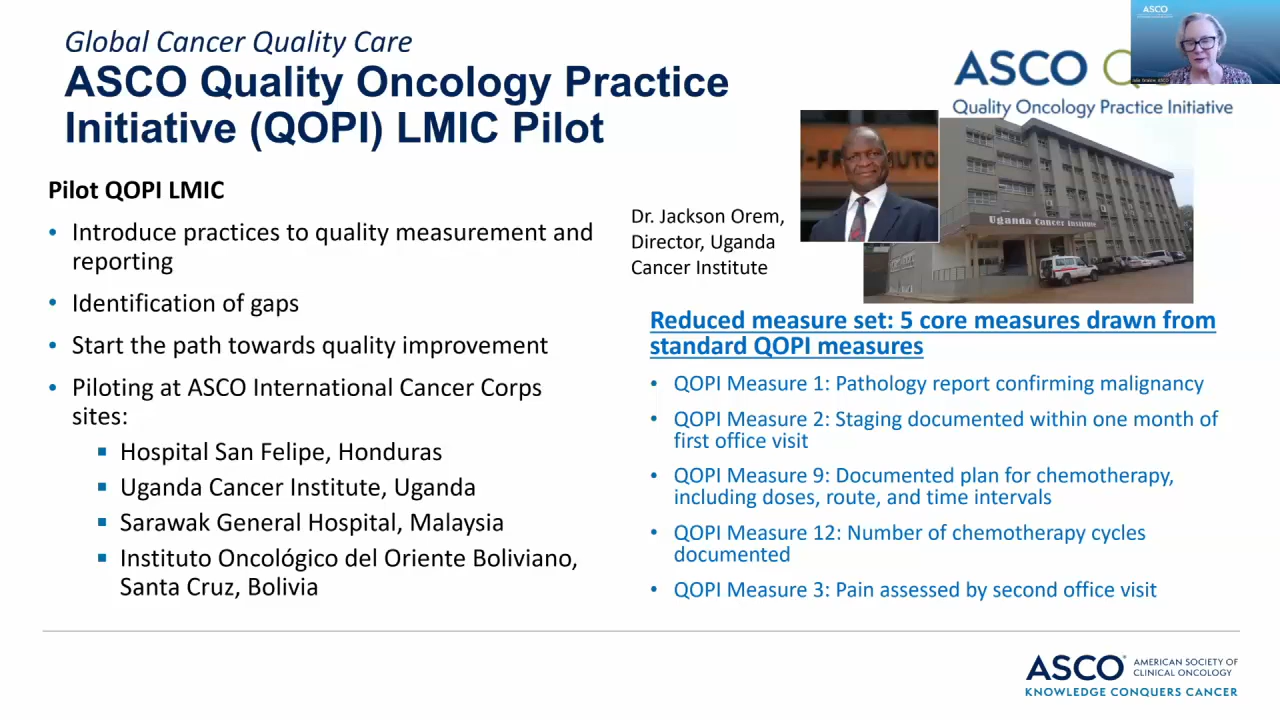 Global Cancer Quality Care
ASCO Quality Oncology Practice
Initiative (QOPI) LMIC Pilot
ASCO
ASCO Q
Quality Oncology Practice Initiative
Pilot QOPI LMIC
• Introduce practices to quality measurement and
reporting
• Identification of gaps
• Start the path towards quality improvement
• Piloting at ASCO International Cancer Corps
sites:
▪ Hospital San Felipe, Honduras
▪ Uganda Cancer Institute, Uganda
▪ Sarawak General Hospital, Malaysia
▪ Instituto Oncológico del Oriente Boliviano,
Santa Cruz, Bolivia
Dr. Jackson Orem,
Director, Uganda
Cancer Institute
Uganda Cancer Institute
Reduced measure set: 5 core measures drawn from
standard QOPI measures
• QOPI Measure 1: Pathology report confirming malignancy
• QOPI Measure 2: Staging documented within one month of
first office visit
• QOPI Measure 9: Documented plan for chemotherapy,
including doses, route, and time intervals
• QOPI Measure 12: Number of chemotherapy cycles
documented
• QOPI Measure 3: Pain assessed by second office visit
ASCO® AMERICAN SOCIETY OF
CLINICAL ONCOLOGY
KNOWLEDGE CONQUERS CANCER